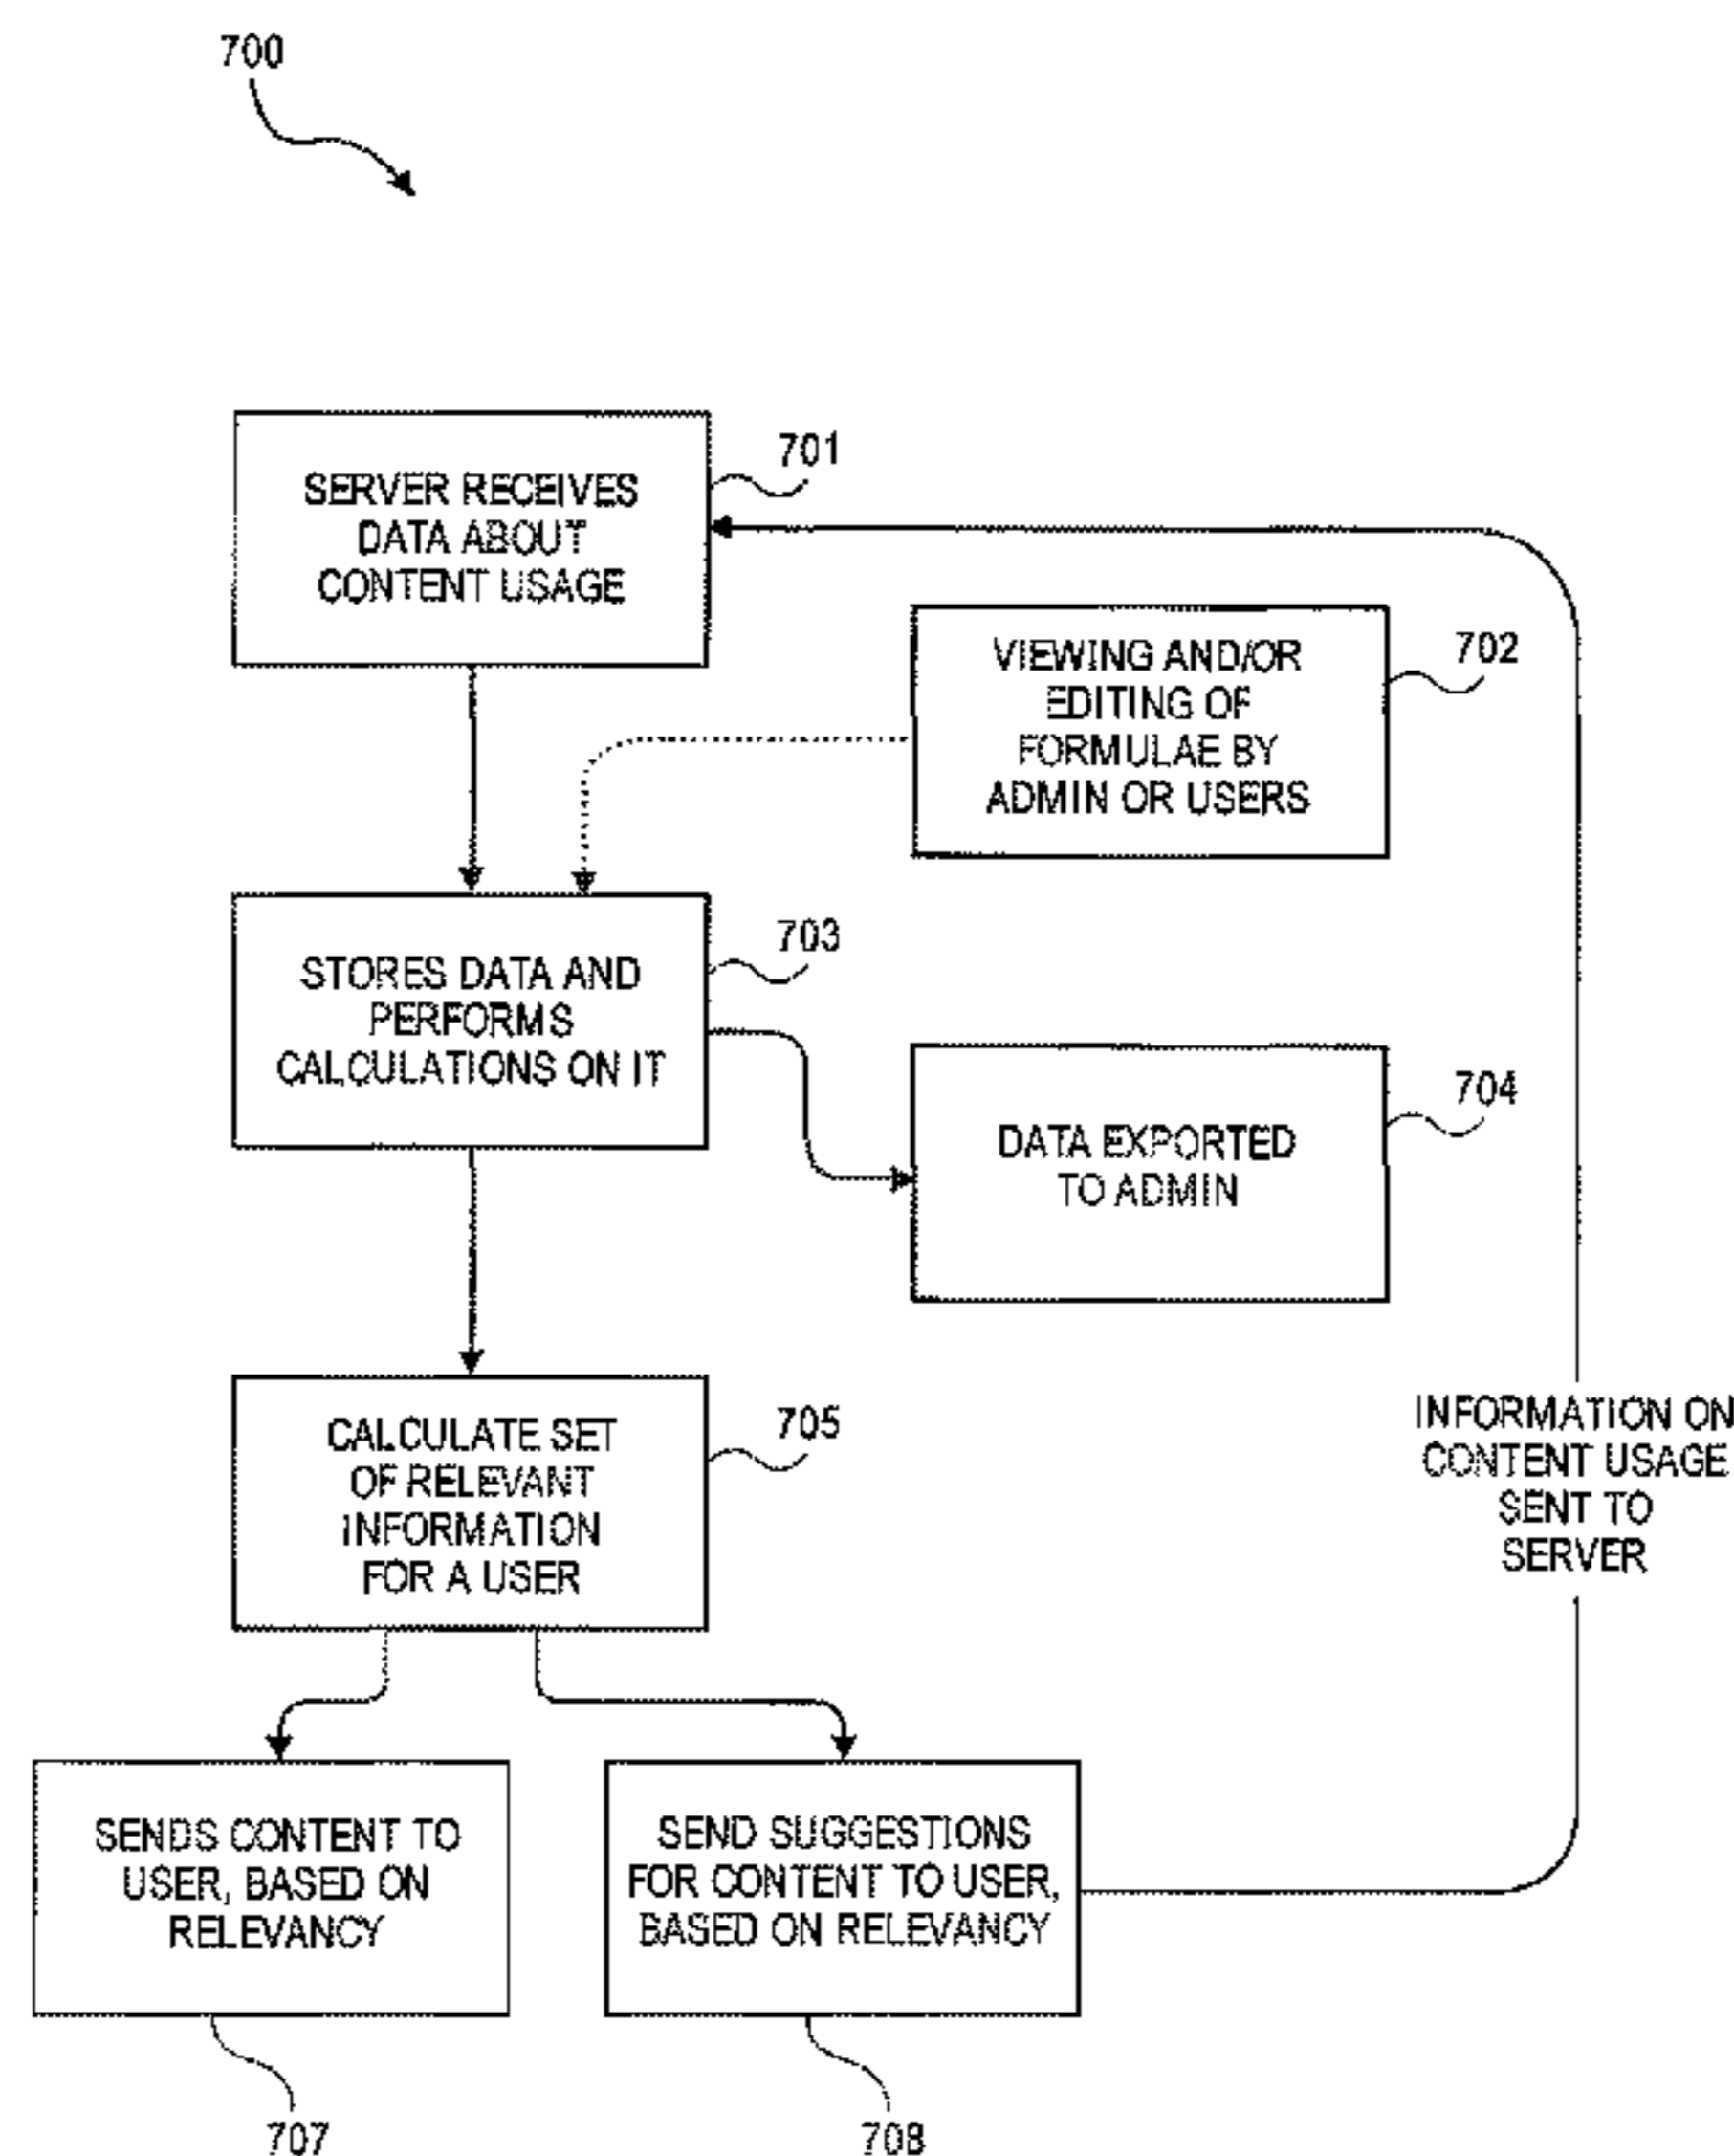 700
701
SERVER RECEIVES
DATA ABOUT
CONTENT USAGE
702
VIEWING AND/OR
EDITING OF
FORMULAE BY
ADMIN OR USERS
703
STORES DATA AND
PERFORMS
CALCULATIONS ON IT
704
DATA EXPORTED
TO ADMIN
705
CALCULATE SET
OF RELEVANT
INFORMATION
FOR A USER
INFORMATION ON
CONTENT USAGE
SENT TO
SERVER
SENDS CONTENT TO
USER, BASED ON
RELEVANCY
SEND SUGGESTIONS
FOR CONTENT TO USER,
BASED ON RELEVANCY
707
708